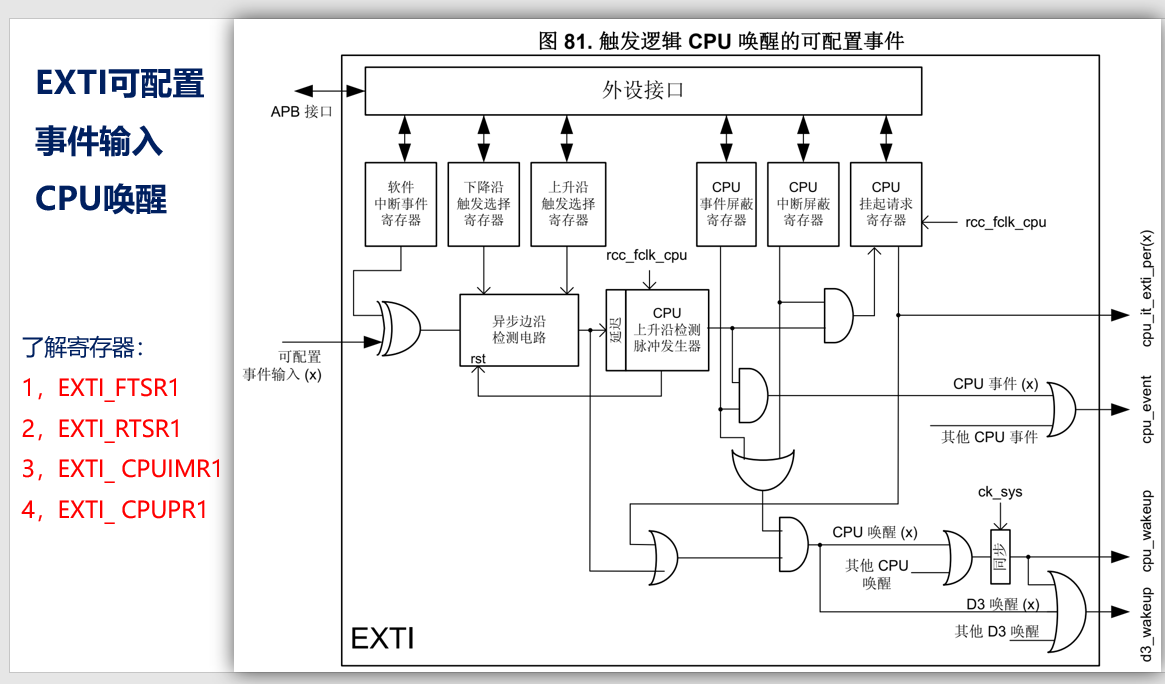 EXTI可配置
事件输入
CPU唤醒
了解寄存器：
1，EXTI_FTSR1
2，EXTI_RTSR1
3，EXTI_ CPUIMR1
4，EXTI_ CPUPR1
图 81. 触发逻辑 CPU 唤醒的可配置事件
外设接口
APB 接口
软件
中断事件
寄存器
下降沿
触发选择
寄存器
上升沿
触发选择
寄存器
CPU
事件屏蔽
寄存器
CPU
中断屏蔽
寄存器
CPU
挂起请求
寄存器
rcc_fclk_cpu
rcc_fclk_cpu
异步边沿
检测电路
rst
延迟
CPU
上升沿检测
脉冲发生器
可配置
事件输入 (x)
cpu_it_exti_per(x)
CPU 事件 (x)
其他 CPU 事件
cpu_event
ck_sys
CPU 唤醒 (x)
其他 CPU
唤醒
同步
cpu_wakeup
D3 唤醒 (x)
其他 D3 唤醒
d3_wakeup
EXTI